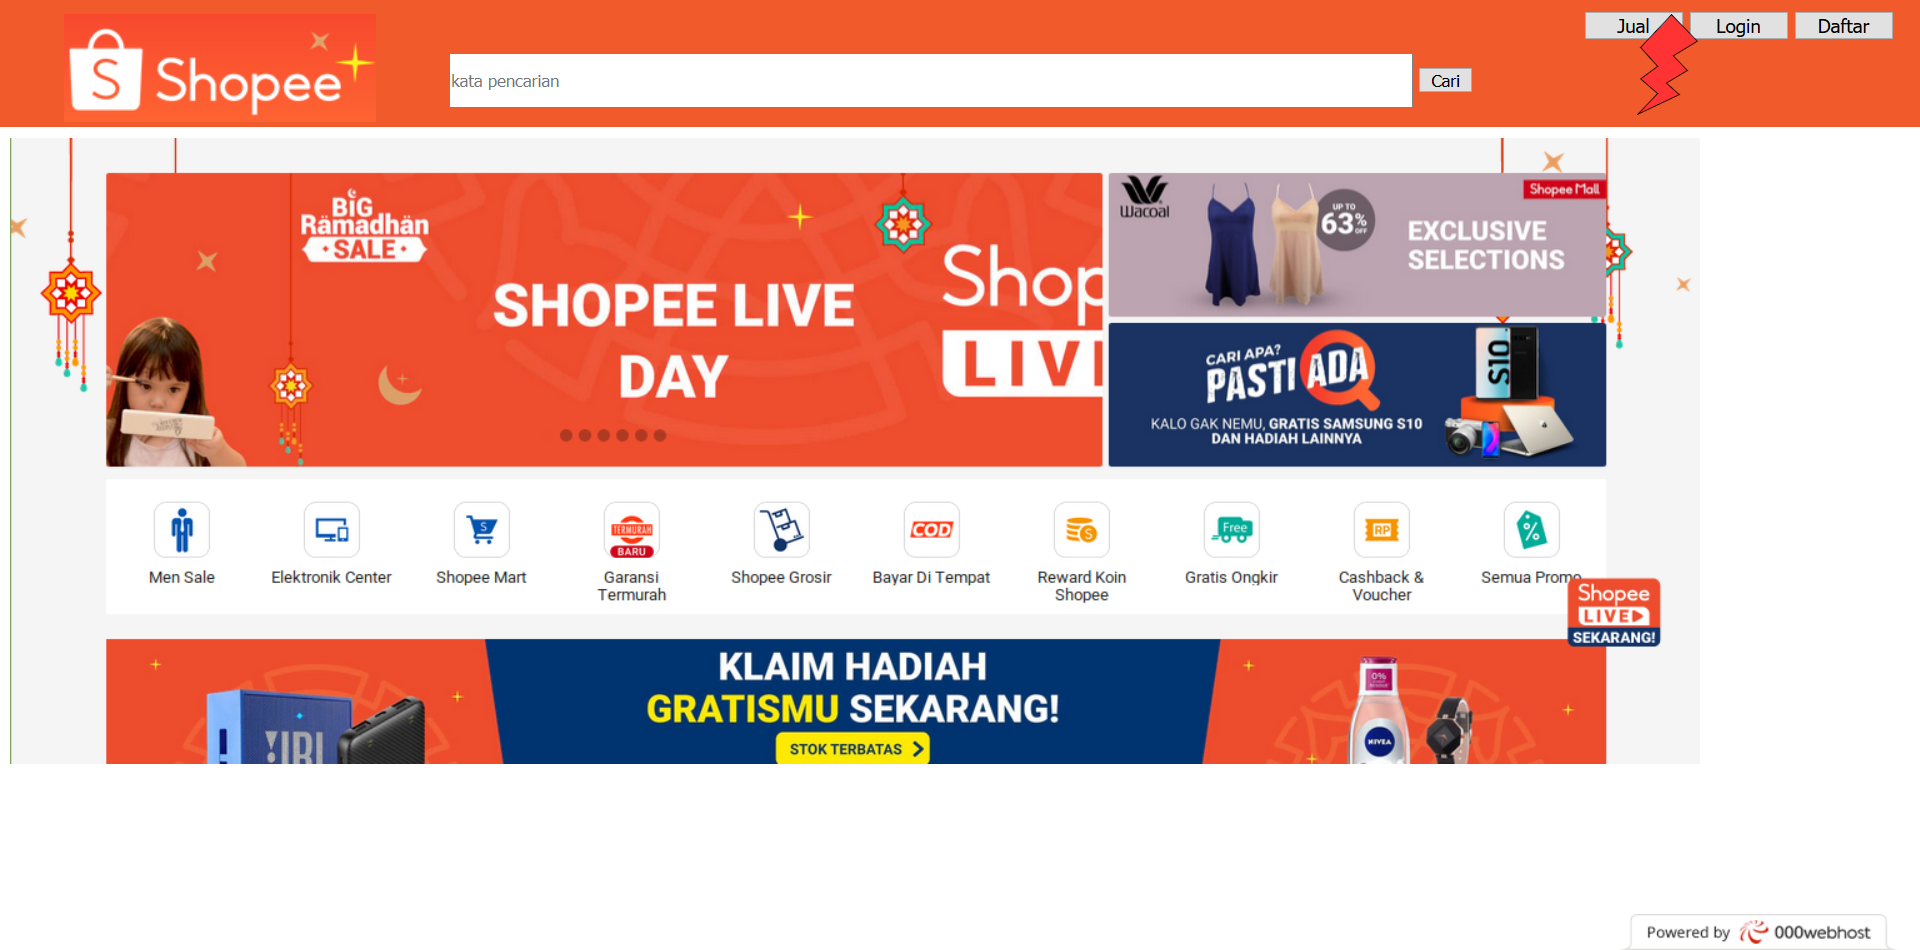 Jual
Login
Daftar
S Shopee
kata pencarian
Cari
BIG
Ramadhan
SALE
SHOPEE LIVE
DAY
Shop
LIV
Wacoal
UP TO
63%
OFF
Shopee Mall
EXCLUSIVE
SELECTIONS
CARI APA?
PASTI ADA
KALO GAK NEMU, GRATIS SAMSUNG S10
DAN HADIAH LAINNYA
S10
S
TERMURAH
BARU
COD
S
Free
RP
%
Men Sale
Elektronik Center
Shopee Mart
Garansi
Termurah
Shopee Grosir
Bayar Di Tempat
Reward Koin
Shopee
Gratis Ongkir
Cashback &
Voucher
Semua Promo
Shopee
LIVE
SEKARANG!
KLAIM HADIAH
GRATISMU SEKARANG!
STOK TERBATAS
JBL
0%
NIVEA
Powered by 000webhost